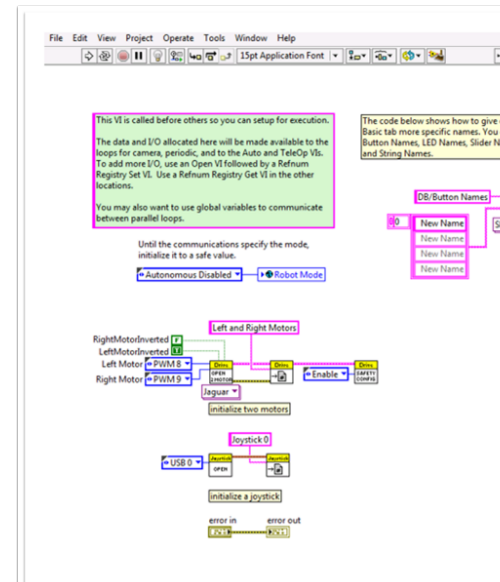 File Edit View Project Operate Tools Window Help
15pt Application Font
This VI is called before others so you can setup for execution.
The data and I/O allocated here will be made available to the
loops for camera, periodic, and to the Auto and TeleOp VIs.
To add more I/O, use an Open VI followed by a Refnum
Registry Set VI. Use a Refnum Registry Get VI in the other
locations.
You may also want to use global variables to communicate
between parallel loops.
The code below shows how to give
Basic tab more specific names. You
Button Names, LED Names, Slider N
and String Names.
DB/Button Names
0 New Name
New Name
New Name
New Name
Until the communications specify the mode,
initialize it to a safe value.
Autonomous Disabled
Robot Mode
Left and Right Motors
RightMotorInverted F
LeftMotorInverted
Left Motor PWM 8
Right Motor PWM 9
OPEN
2 MOTOR
Enable
SAFETY
CONFIG
Jaguar
initialize two motors
Joystick 0
USB 0
OPEN
initialize a joystick
error in error out